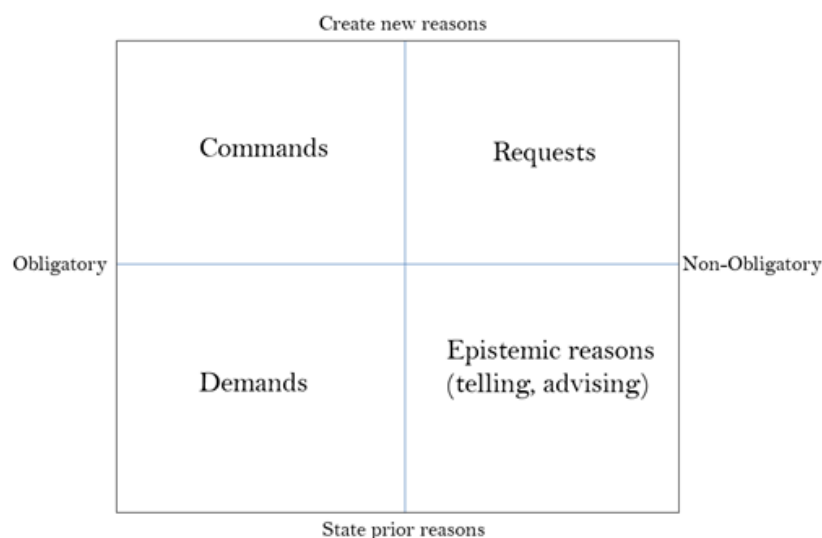 Create new reasons
Commands
Requests
Obligatory
Non-Obligatory
Demands
Epistemic reasons
(telling, advising)
State prior reasons